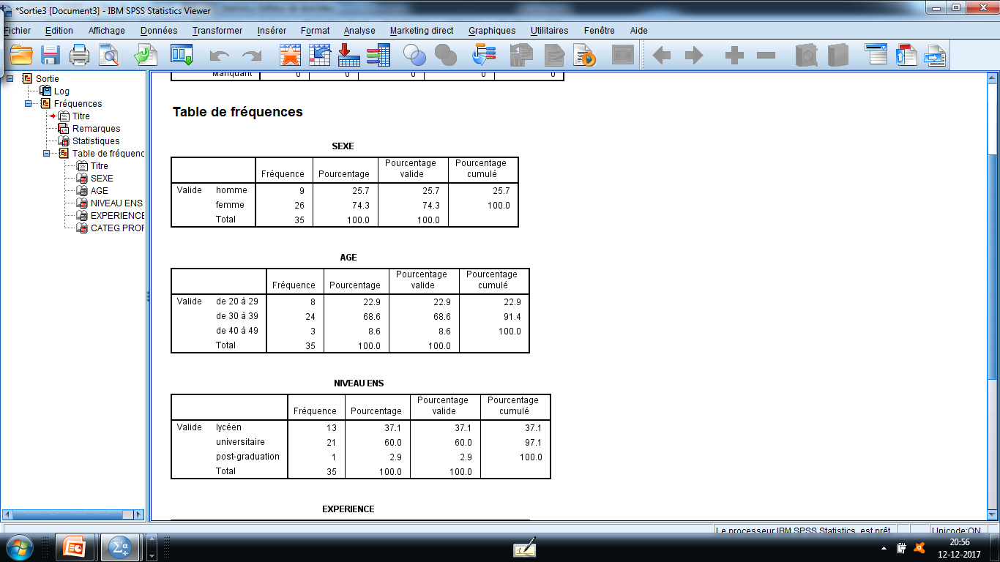 *Sortie3 [Document3] - IBM SPSS Statistics Viewer
Fichier Edition Affichage Données Transformer Insérer Format Analyse Marketing direct Graphiques Utilitaires Fenêtre Aide
Sortie
Log
Fréquences
Titre
Remarques
Statistiques
Table de fréquenc
Titre
SEXE
AGE
NIVEAU ENS
EXPERIENCE
CATEG PROF
Manquant 0 0 0 0 0
Table de fréquences
SEXE
Fréquence Pourcentage Pourcentage valide Pourcentage cumulé
Valide homme 9 25.7 25.7 25.7
femme 26 74.3 74.3 100.0
Total 35 100.0 100.0
AGE
Fréquence Pourcentage Pourcentage valide Pourcentage cumulé
Valide de 20 à 29 8 22.9 22.9 22.9
de 30 à 39 24 68.6 68.6 91.4
de 40 à 49 3 8.6 8.6 100.0
Total 35 100.0 100.0
NIVEAU ENS
Fréquence Pourcentage Pourcentage valide Pourcentage cumulé
Valide lycéen 13 37.1 37.1 37.1
universitaire 21 60.0 60.0 97.1
post-graduation 1 2.9 2.9 100.0
Total 35 100.0 100.0
EXPERIENCE
Le processeur IBM SPSS Statistics est prêt Unicode:ON
20:56
12-12-2017